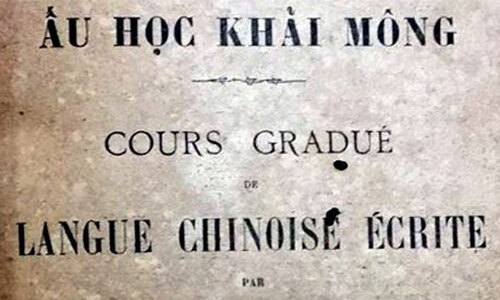 ẤU HỌC KHẢI MÔNG
COURS GRADUÉ
DE
LANGUE CHINOISE ÉCRITE
PAR